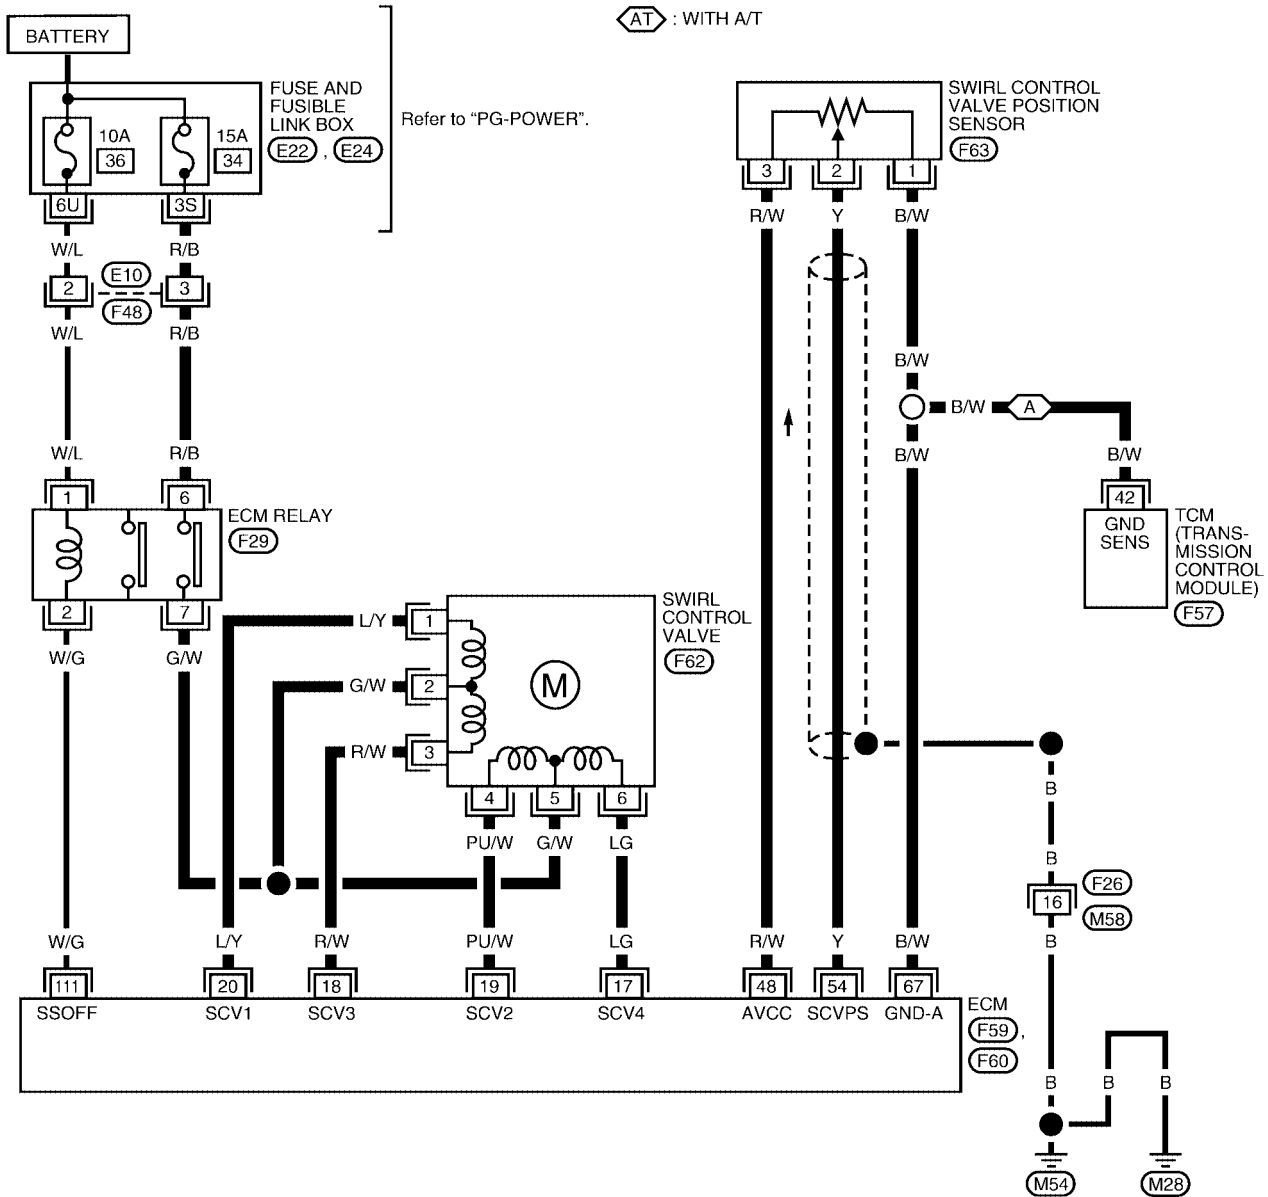 BATTERY
AT : WITH A/T
FUSE AND
FUSIBLE
LINK BOX
E22 , E24
Refer to “PG-POWER”.
10A
36
15A
34
6U
3S
W/L
R/B
2
E10
3
F48
W/L
R/B
W/L
R/B
1
6
ECM RELAY
F29
2
7
W/G
G/W
SWIRL CONTROL
VALVE POSITION
SENSOR
F63
3
2
1
R/W
Y
B/W
B/W
B/W
A
B/W
B/W
42
GND
SENS
TCM
(TRANS-
MISSION
CONTROL
MODULE)
F57
L/Y
1
G/W
2
R/W
3
M
SWIRL
CONTROL
VALVE
F62
4
5
6
PU/W
G/W
LG
B
B
16
F26
M58
B
W/G
L/Y
R/W
PU/W
LG
R/W
Y
B/W
111
20
18
19
17
48
54
67
SSOFF
SCV1
SCV3
SCV2
SCV4
AVCC
SCVPS
GND-A
ECM
F59 ,
F60
B
B
B
M54
M28